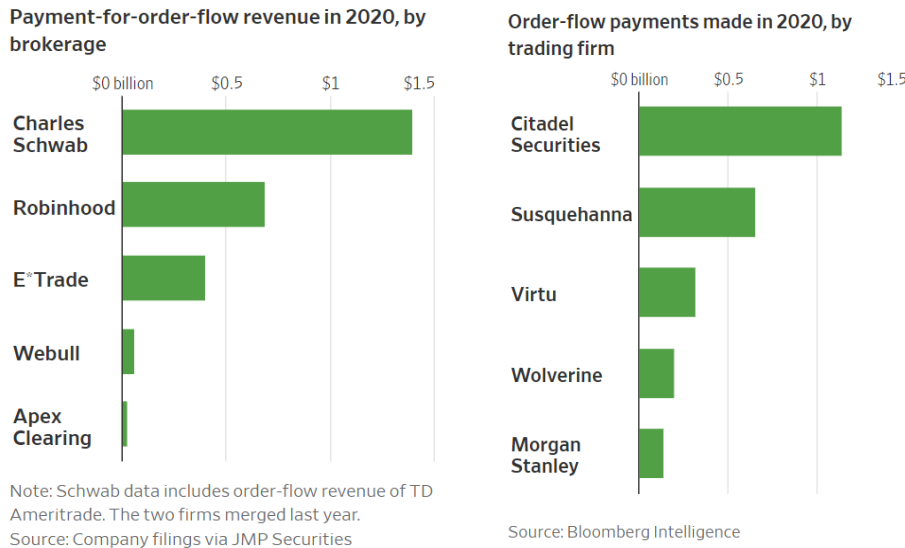 Payment-for-order-flow revenue in 2020, by
brokerage
$0 billion $0.5 $1 $1.5
Charles
Schwab
Robinhood
E*Trade
Webull
Apex
Clearing
Note: Schwab data includes order-flow revenue of TD
Ameritrade. The two firms merged last year.
Source: Company filings via JMP Securities
Order-flow payments made in 2020, by
trading firm
$0 billion $0.5 $1 $1.5
Citadel
Securities
Susquehanna
Virtu
Wolverine
Morgan
Stanley
Source: Bloomberg Intelligence